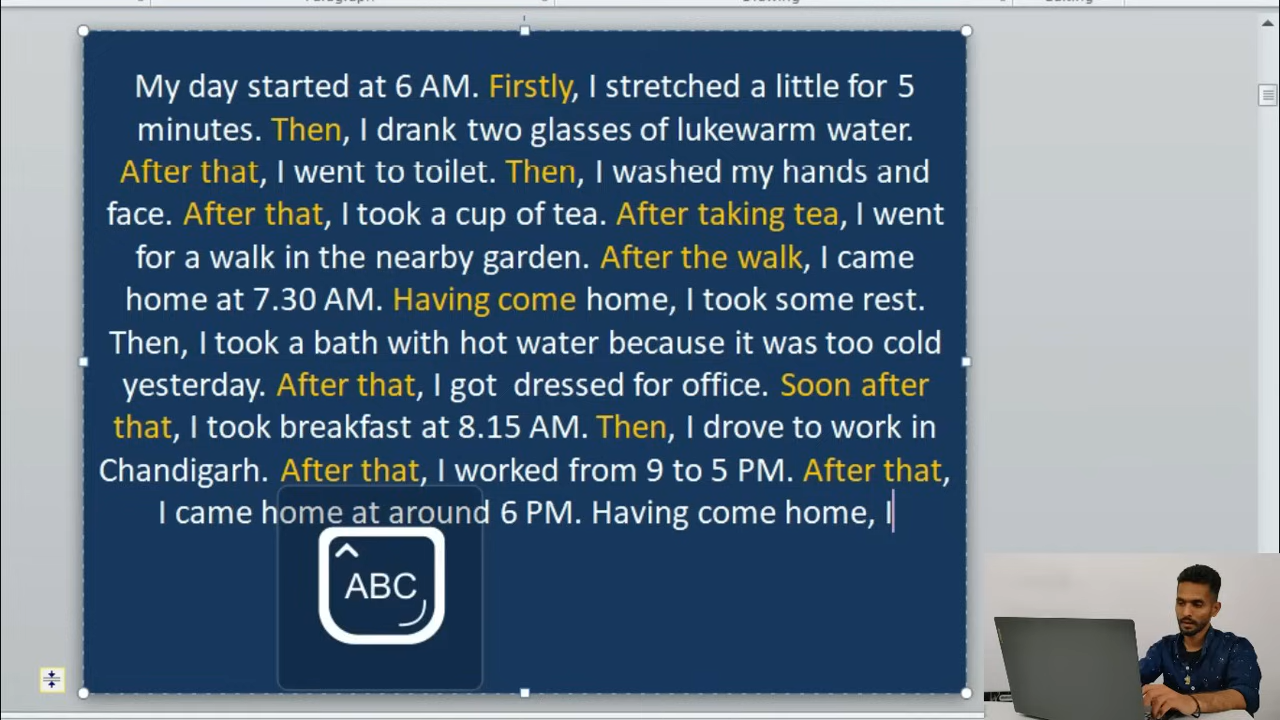 My day started at 6 AM. Firstly, I stretched a little for 5
minutes. Then, I drank two glasses of lukewarm water.
After that, I went to toilet. Then, I washed my hands and
face. After that, I took a cup of tea. After taking tea, I went
for a walk in the nearby garden. After the walk, I came
home at 7.30 AM. Having come home, I took some rest.
Then, I took a bath with hot water because it was too cold
yesterday. After that, I got  dressed for office. Soon after
that, I took breakfast at 8.15 AM. Then, I drove to work in
Chandigarh. After that, I worked from 9 to 5 PM. After that,
I came home at around 6 PM. Having come home, I
ABC